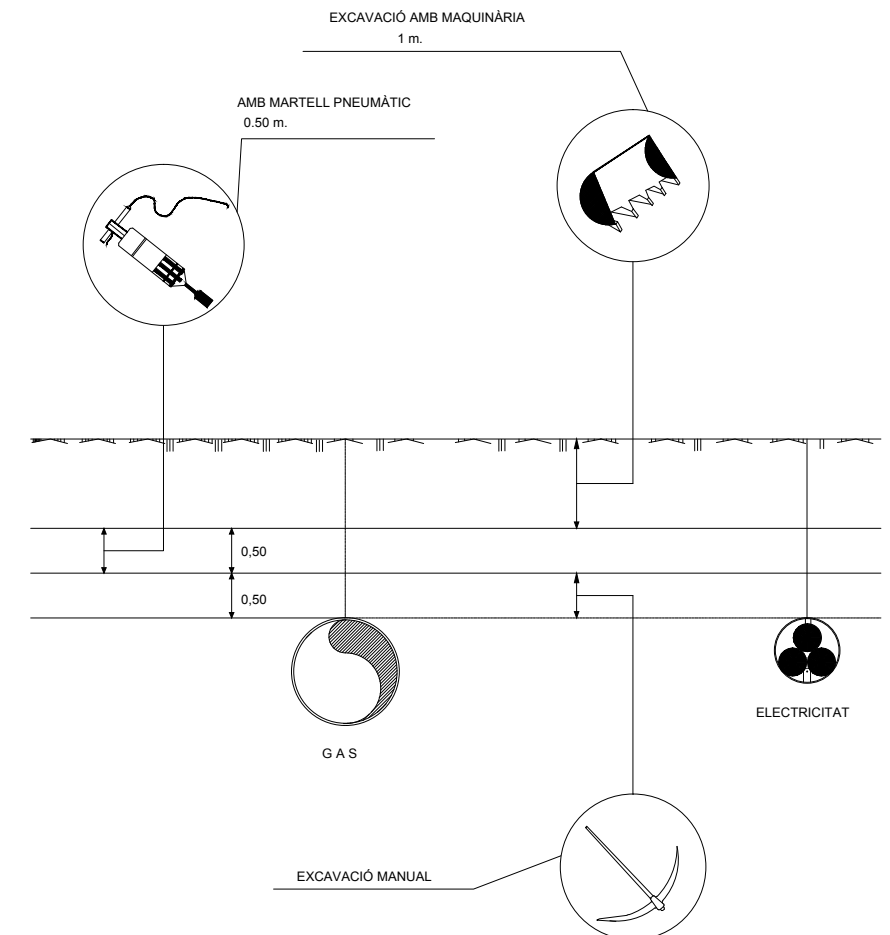 EXCAVACIÓ AMB MAQUINÀRIA
1 m.
AMB MARTELL PNEUMÀTIC
0.50 m.
0,50
0,50
G A S
ELECTRICITAT
EXCAVACIÓ MANUAL